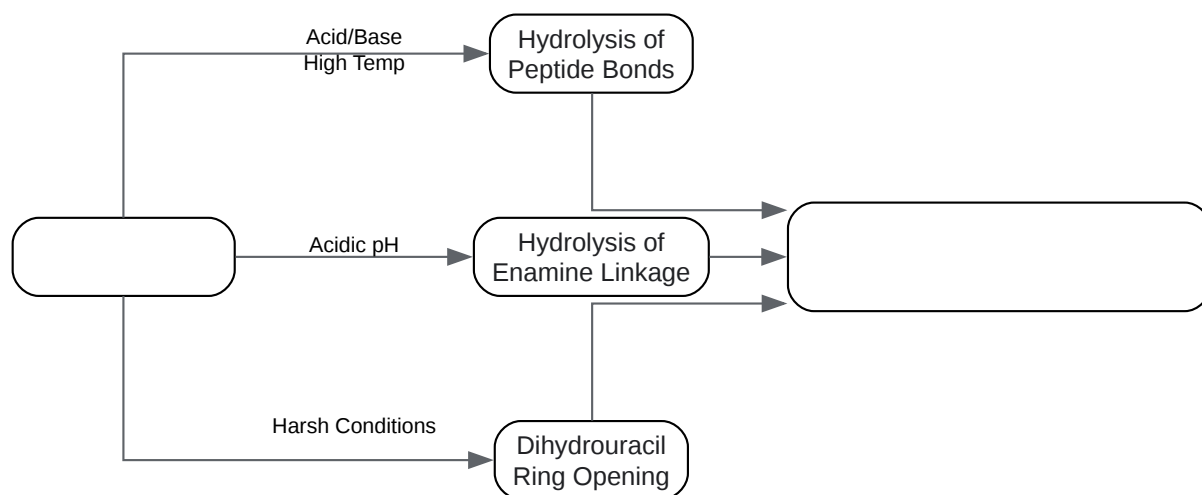 Acid/Base
High Temp
Hydrolysis of
Peptide Bonds
Acidic pH
Hydrolysis of
Enamine Linkage
Harsh Conditions
Dihydrouracil
Ring Opening